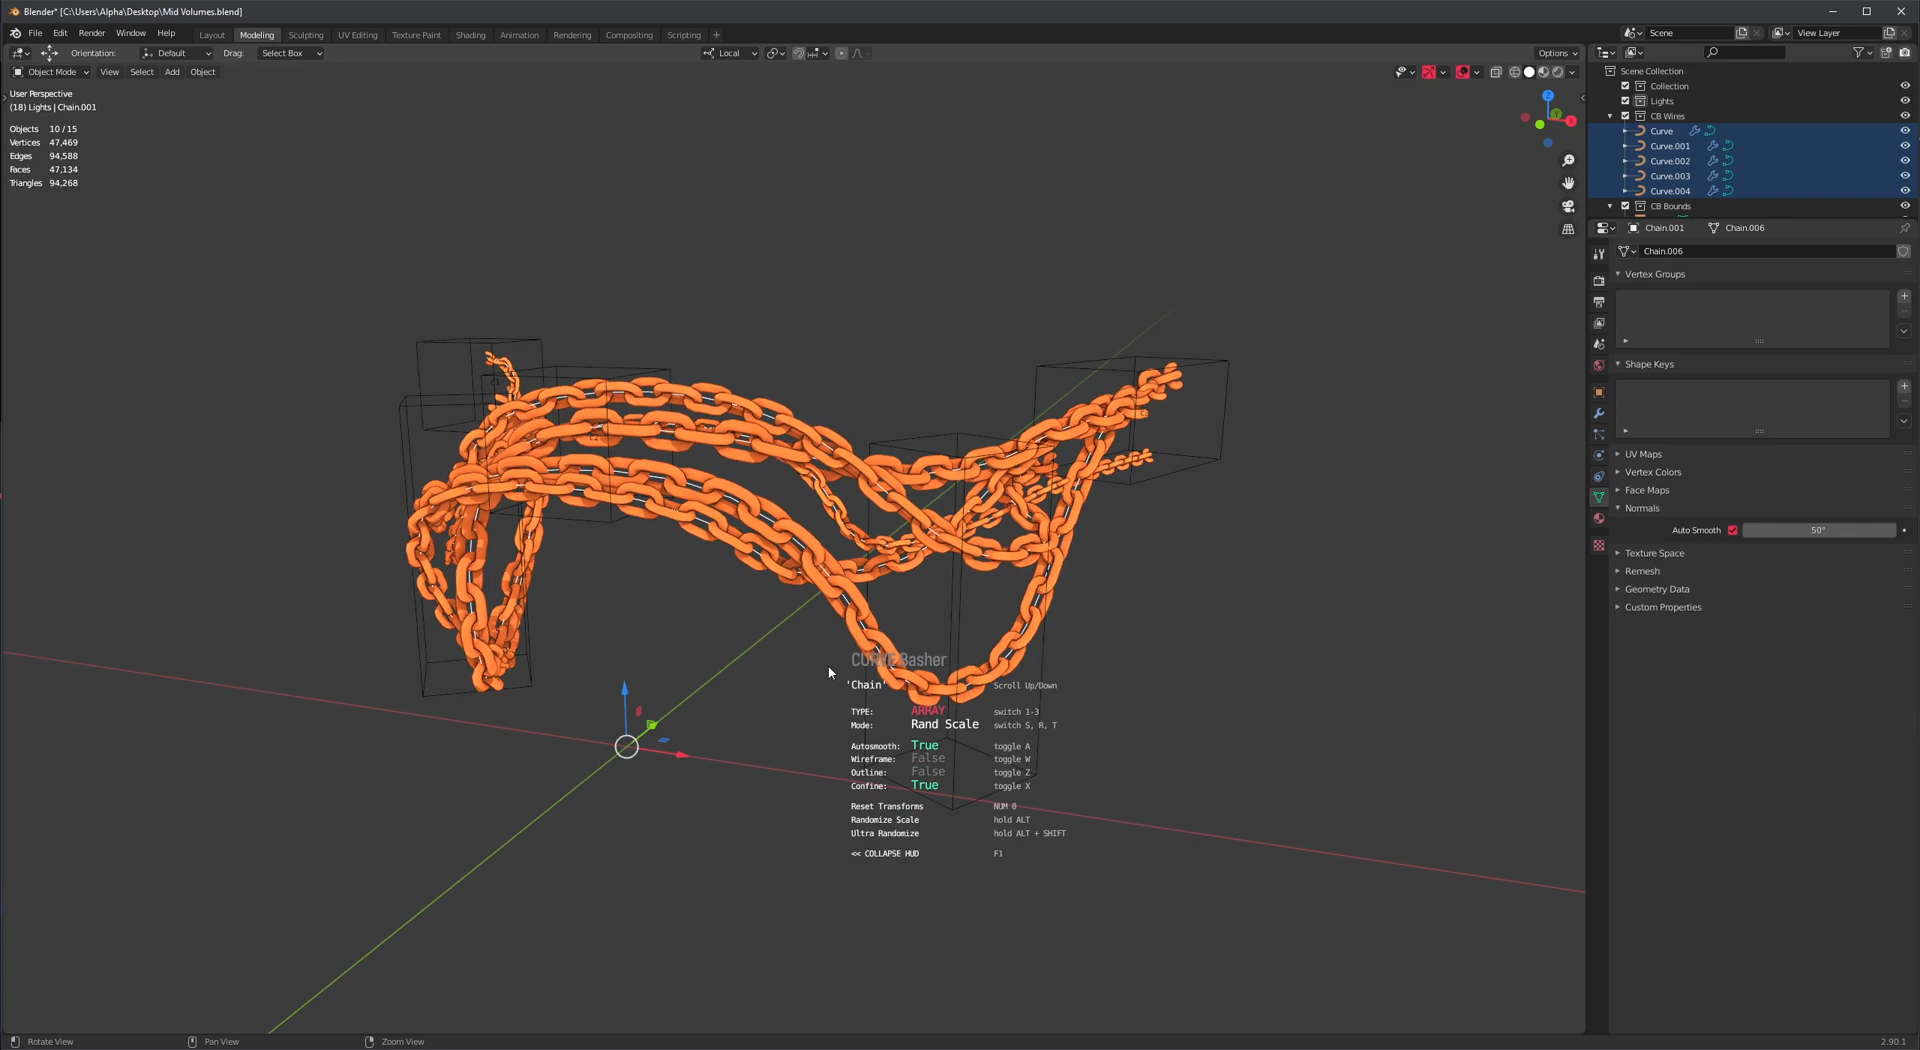 Blender* [C:\Users\Alpha\Desktop\Mid Volumes.blend]
File Edit Render Window Help Layout Modeling Sculpting UV Editing Texture Paint Shading Animation Rendering Compositing Scripting + Scene View Layer
Orientation: Default Drag: Select Box Local Options
Object Mode View Select Add Object
User Perspective
(18) Lights | Chain.001
Objects 10 / 15
Vertices 47,469
Edges 94,588
Faces 47,134
Triangles 94,268
Z
Y
X
Scene Collection
Collection
Lights
CB Wires
Curve
Curve.001
Curve.002
Curve.003
Curve.004
CB Bounds
Chain.001 Chain.006
Chain.006
Vertex Groups
Shape Keys
UV Maps
Vertex Colors
Face Maps
Normals
Auto Smooth 50°
Texture Space
Remesh
Geometry Data
Custom Properties
CURVE Basher
'Chain' Scroll Up/Down
TYPE: ARRAY switch 1-3
Mode: Rand Scale switch S, R, T
Autosmooth: True toggle A
Wireframe: False toggle W
Outline: False toggle Z
Confine: True toggle X
Reset Transforms NUM 0
Randomize Scale hold ALT
Ultra Randomize hold ALT + SHIFT
<< COLLAPSE HUD F1
Rotate View Pan View Zoom View 2.90.1